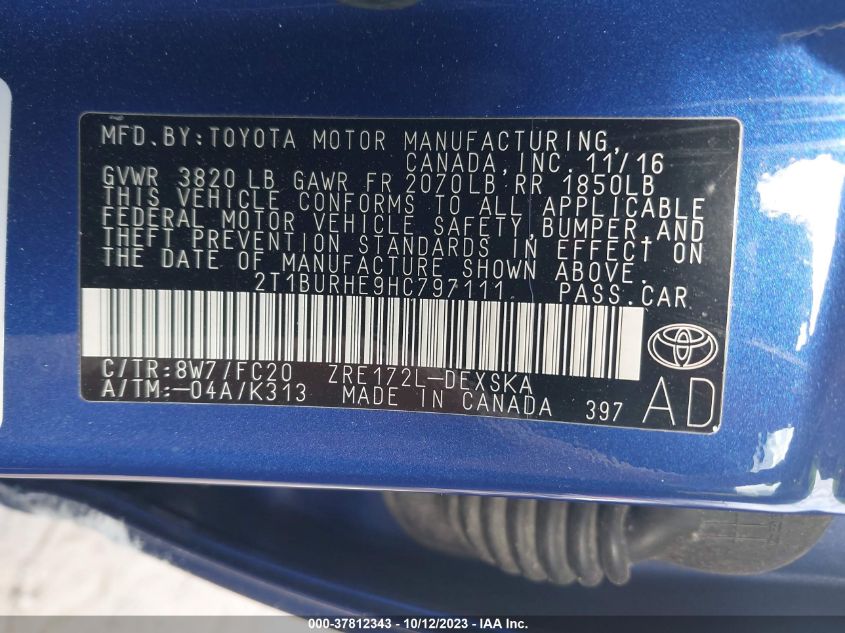 MFD.BY:TOYOTA MOTOR MANUFACTURING,
CANADA,INC. 11/16
GVWR 3820 LB GAWR FR 2070LB RR 1850LB
THIS VEHICLE CONFORMS TO ALL APPLICABLE
FEDERAL MOTOR VEHICLE SAFETY,BUMPER,AND
THEFT PREVENTION STANDARDS IN EFFECT ON
THE DATE OF MANUFACTURE SHOWN ABOVE.
2T1BURHE9HC797111 PASS.CAR
C/TR:8W7/FC20 ZRE172L-DEXSKA
A/TM:-04A/K313 MADE IN CANADA 397 AD
000-37812343 - 10/12/2023 - IAA Inc.